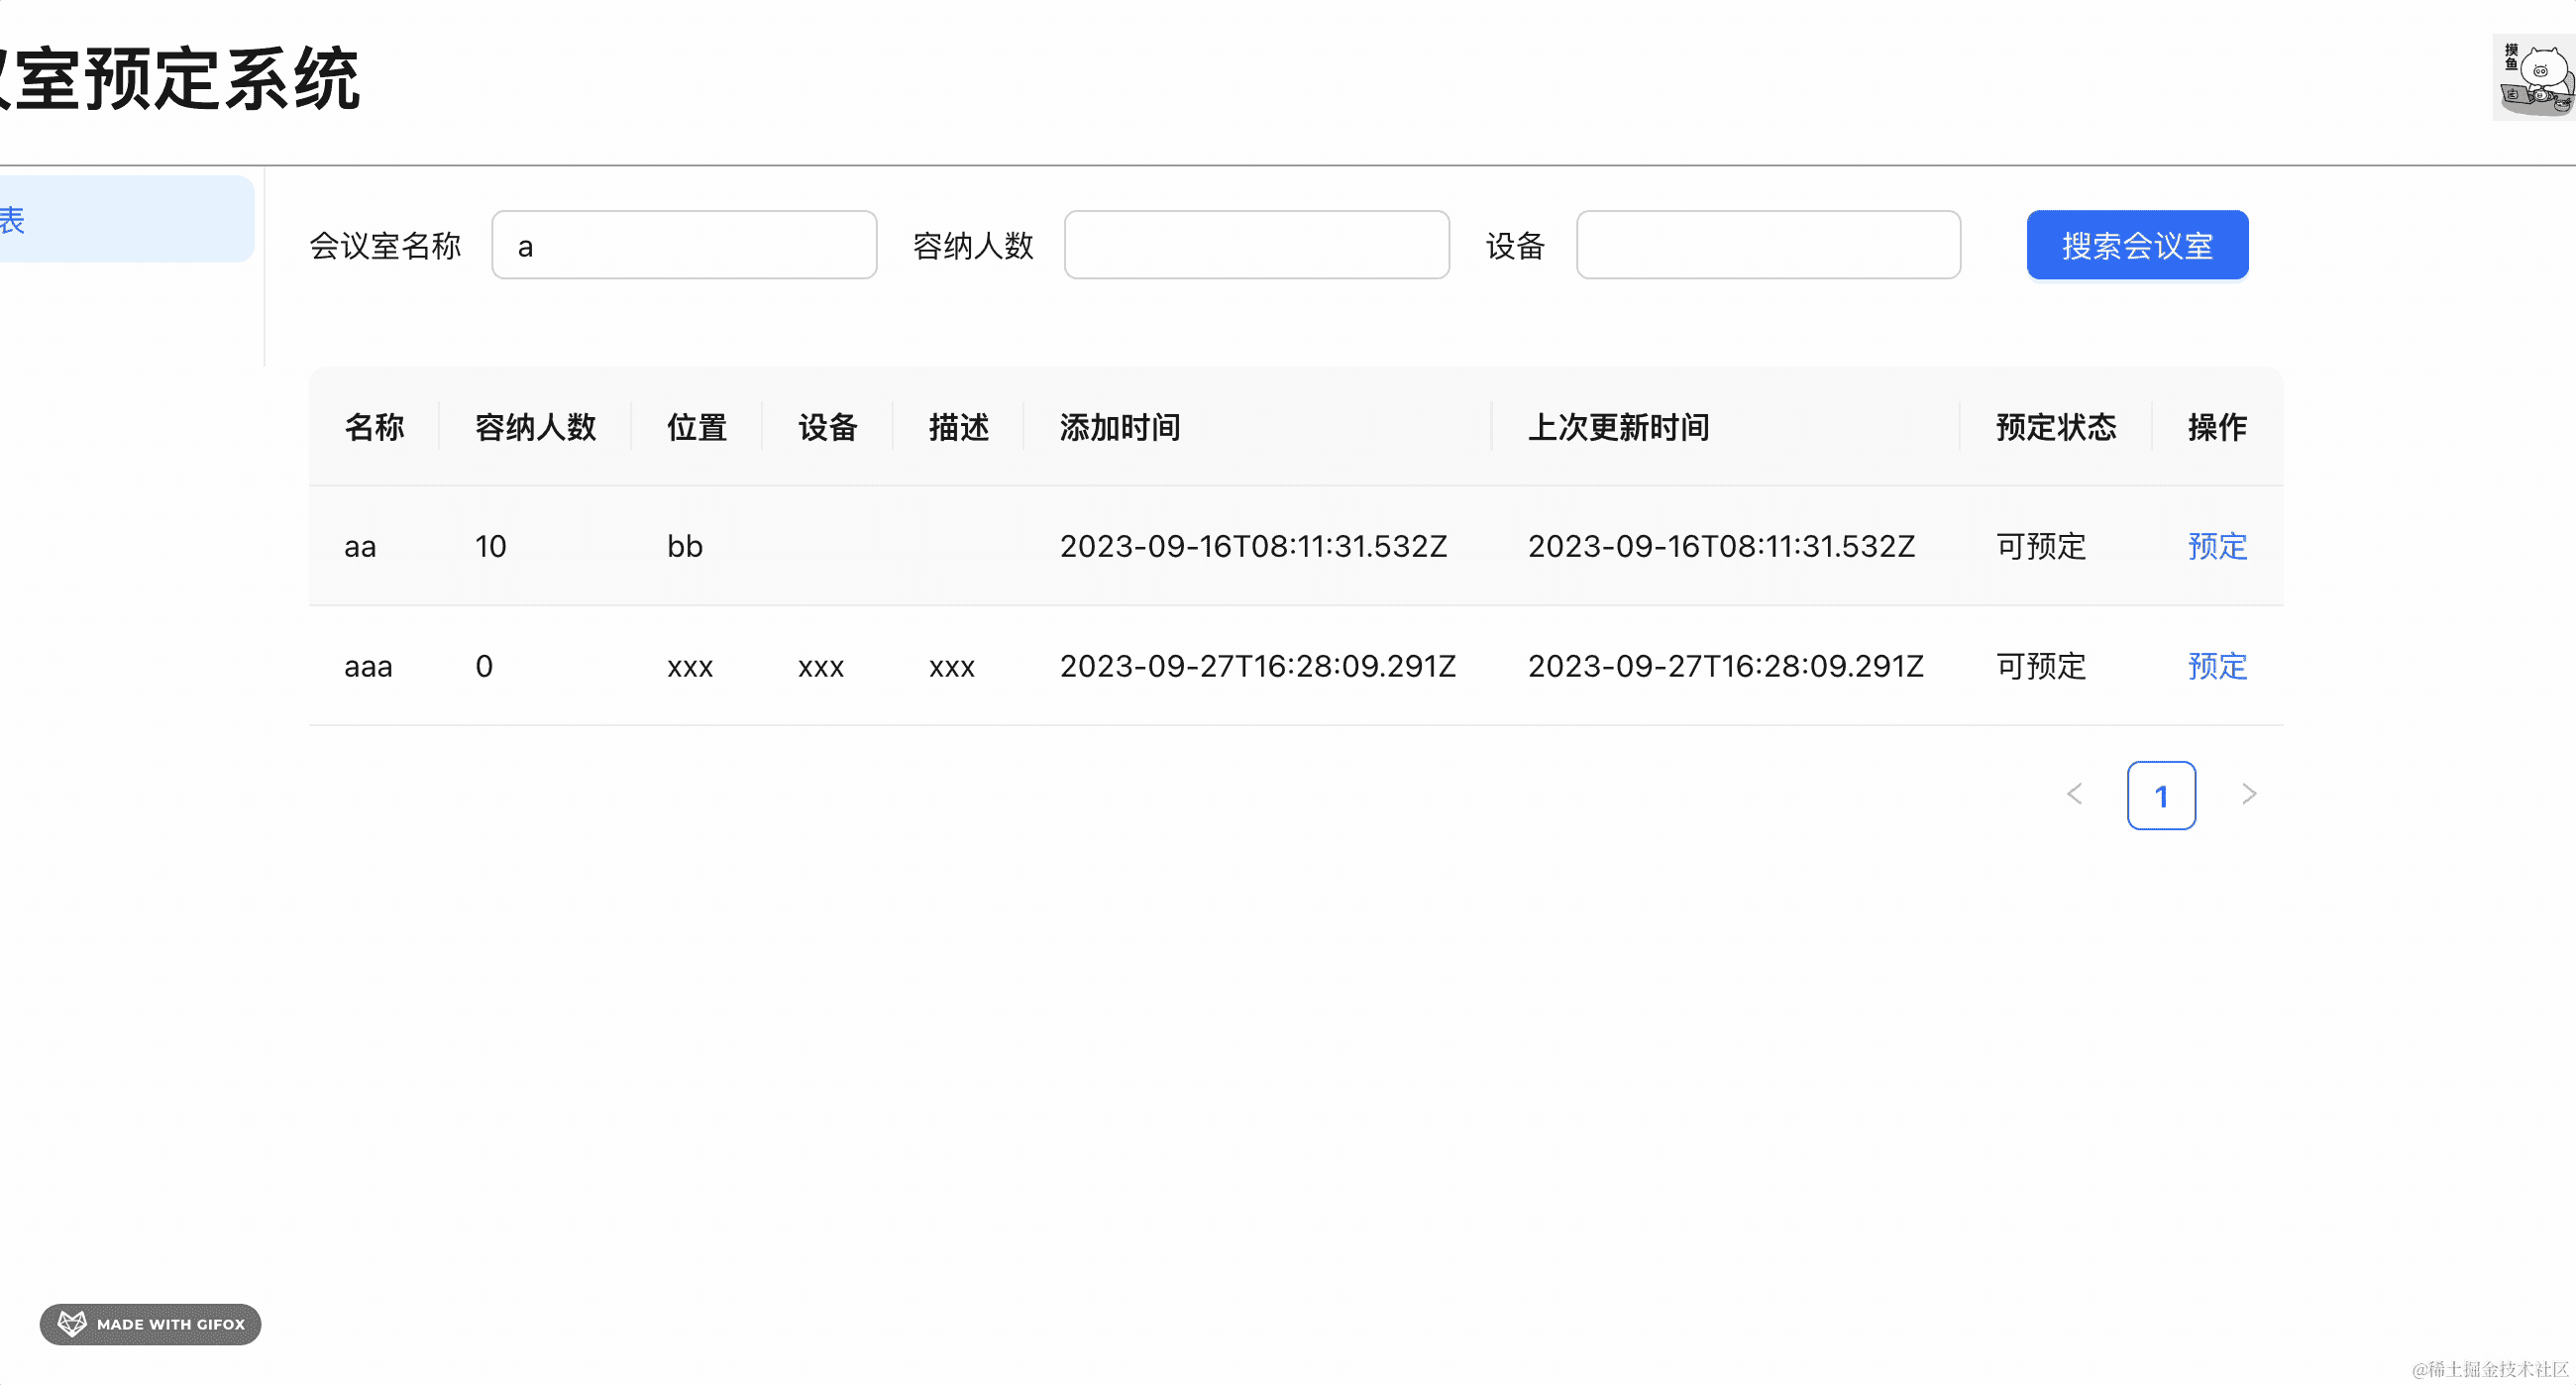 室预定系统
摸鱼
表
会议室名称 a 容纳人数 设备 搜索会议室
名称 容纳人数 位置 设备 描述 添加时间 上次更新时间 预定状态 操作
aa 10 bb 2023-09-16T08:11:31.532Z 2023-09-16T08:11:31.532Z 可预定 预定
aaa 0 xxx xxx xxx 2023-09-27T16:28:09.291Z 2023-09-27T16:28:09.291Z 可预定 预定
< 1 >
MADE WITH GIFOX
@稀土掘金技术社区